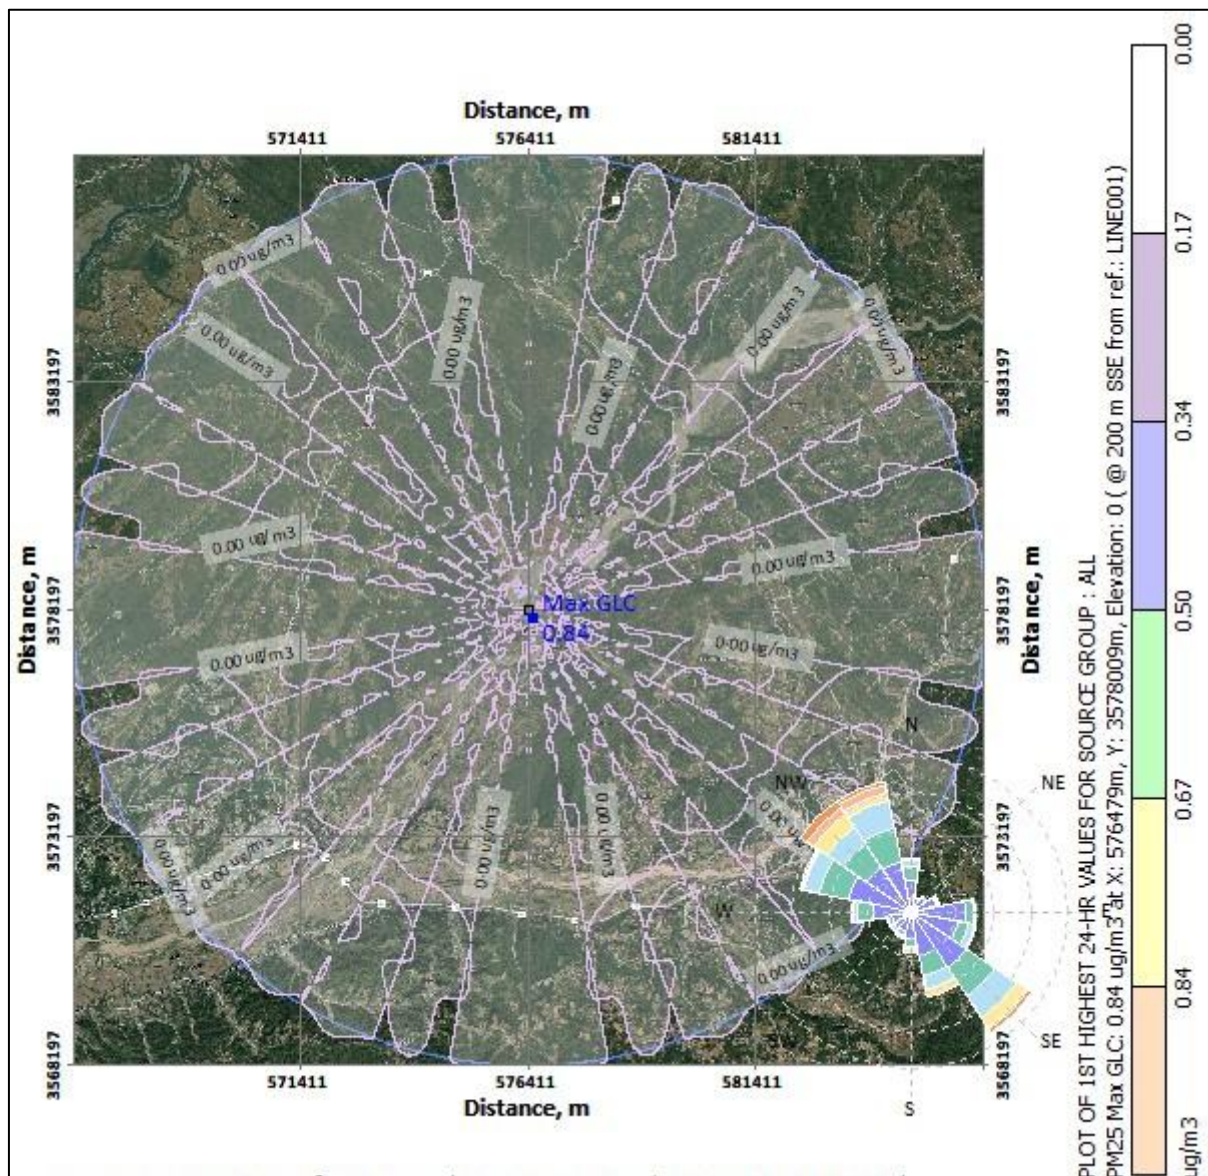 Distance, m
571411 576411 581411
0.00 ug/m3
0.00 ug/m3
0.00 ug/m3
0.00 ug/m3
0.00 ug/m3
0.00 ug/m3
3583197
3583197
0.00 ug/m3
0.00 ug/m3
0.00 ug/m3
Distance, m
3578197
Max GLC
0.84
3578197
Distance, m
0.00 ug/m3
0.00 ug/m3
N
NW
NE
3573197
3573197
0.00 ug/m3
0.00 ug/m3
0.00 ug/m3
0.00 ug/m3
0.00 u
W
E
0.00 ug/m3
SE
3568197
3568197
571411 576411 581411
Distance, m
S
PLOT OF 1ST HIGHEST 24-HR VALUES FOR SOURCE GROUP : ALL
PM25 Max GLC: 0.84 ug/m3 at X: 576479m, Y: 3578009m, Elevation: 0 ( @ 200 m SSE from ref.: LINE001)
0.00
0.17
0.34
0.50
0.67
0.84
ug/m3